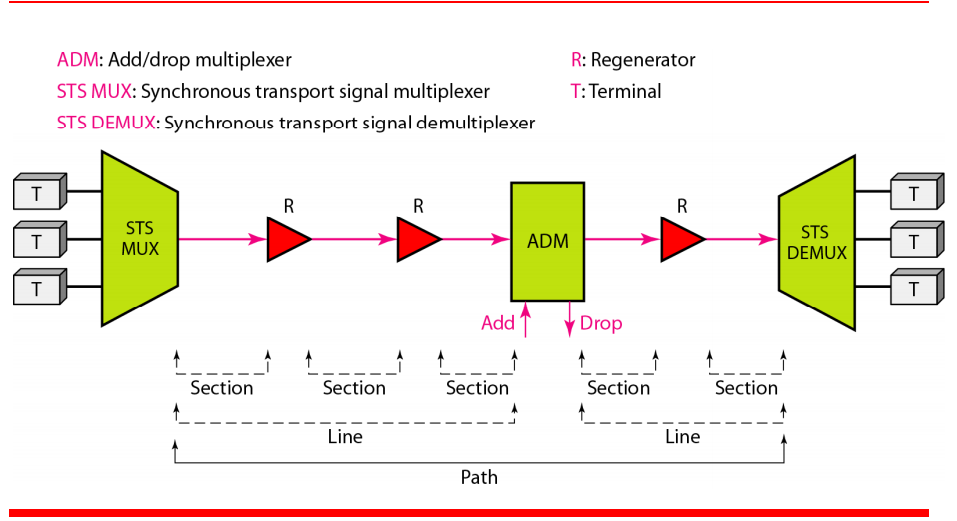 ADM: Add/drop multiplexer
R: Regenerator
STS MUX: Synchronous transport signal multiplexer
T: Terminal
STS DEMUX: Synchronous transport signal demultiplexer
T
T
T
STS
MUX
R
R
ADM
R
STS
DEMUX
T
T
T
Add
Drop
Section
Section
Section
Section
Section
Line
Line
Path